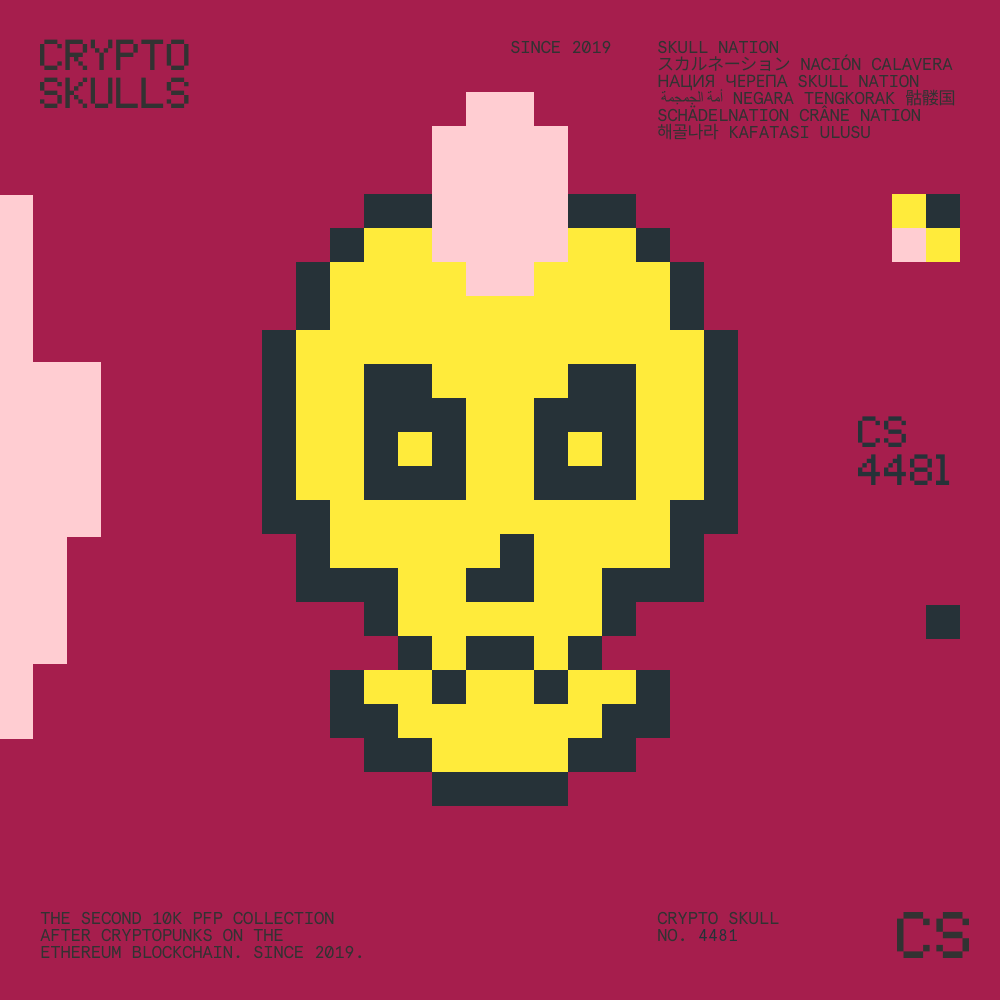 CRYPTO
SKULLS
SINCE 2019
SKULL NATION
スカルネーション NACIÓN CALAVERA
НАЦИЯ ЧЕРЕПА SKULL NATION
أمة الجمجمة NEGARA TENGKORAK 骷髅国
SCHÄDELNATION CRÂNE NATION
해골나라 KAFATASI ULUSU
CS
4481
THE SECOND 10K PFP COLLECTION
AFTER CRYPTOPUNKS ON THE
ETHEREUM BLOCKCHAIN. SINCE 2019.
CRYPTO SKULL
NO. 4481
CS